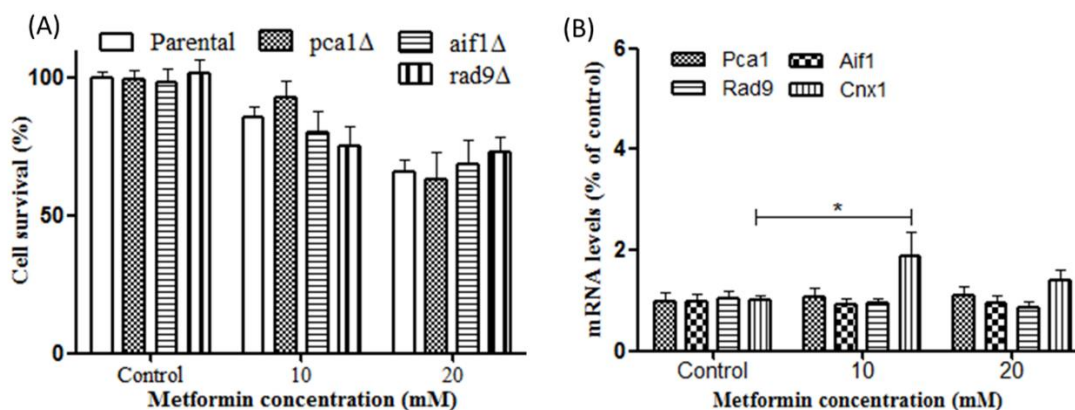 (A)
Parental pca1Δ aif1Δ
rad9Δ
Cell survival (%)
100
50
0
Control 10 20
Metformin concentration (mM)
(B)
Pca1 Aif1
Rad9 Cnx1
mRNA levels (% of control)
6
4
2
0
*
Control 10 20
Metformin concentration (mM)